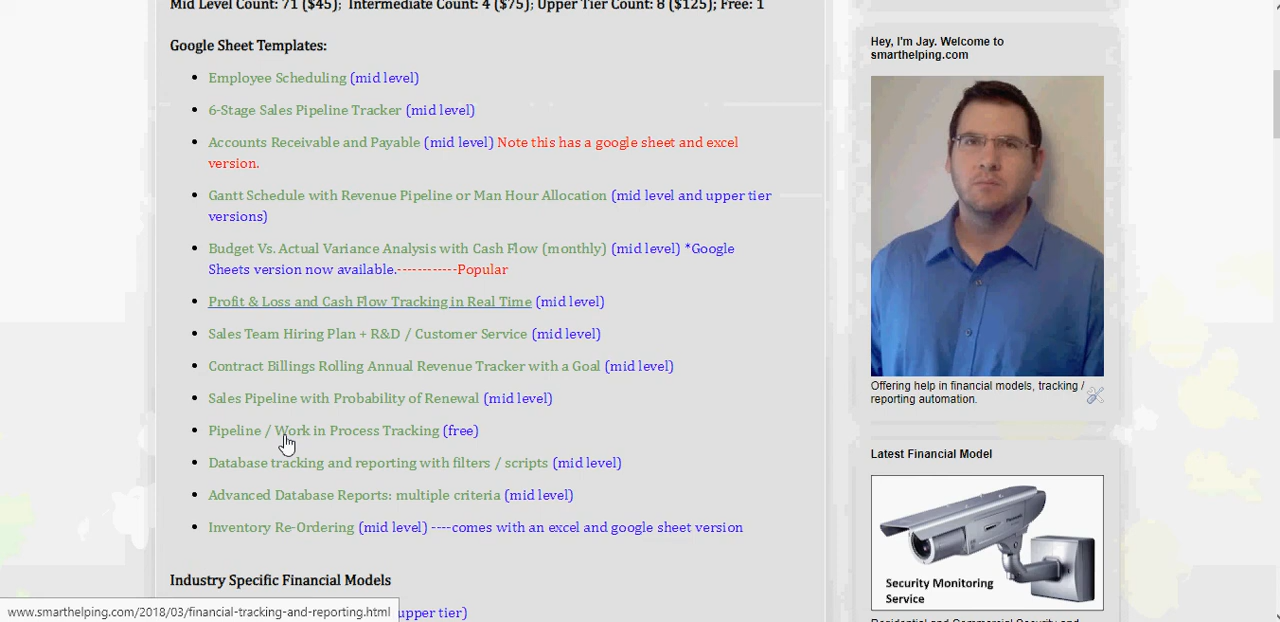 Mid Level Count: 71 ($45);  Intermediate Count: 4 ($75); Upper Tier Count: 8 ($125); Free: 1
Google Sheet Templates:
Employee Scheduling (mid level)
6-Stage Sales Pipeline Tracker (mid level)
Accounts Receivable and Payable (mid level) Note this has a google sheet and excel
version.
Gantt Schedule with Revenue Pipeline or Man Hour Allocation (mid level and upper tier
versions)
Budget Vs. Actual Variance Analysis with Cash Flow (monthly) (mid level) *Google
Sheets version now available.------------Popular
Profit & Loss and Cash Flow Tracking in Real Time (mid level)
Sales Team Hiring Plan + R&D / Customer Service (mid level)
Contract Billings Rolling Annual Revenue Tracker with a Goal (mid level)
Sales Pipeline with Probability of Renewal (mid level)
Pipeline / Work in Process Tracking (free)
Database tracking and reporting with filters / scripts (mid level)
Advanced Database Reports: multiple criteria (mid level)
Inventory Re-Ordering (mid level) ----comes with an excel and google sheet version
Industry Specific Financial Models
upper tier)
www.smarthelping.com/2018/03/financial-tracking-and-reporting.html
Hey, I'm Jay. Welcome to
smarthelping.com
Offering help in financial models, tracking /
reporting automation.
Latest Financial Model
Security Monitoring
Service